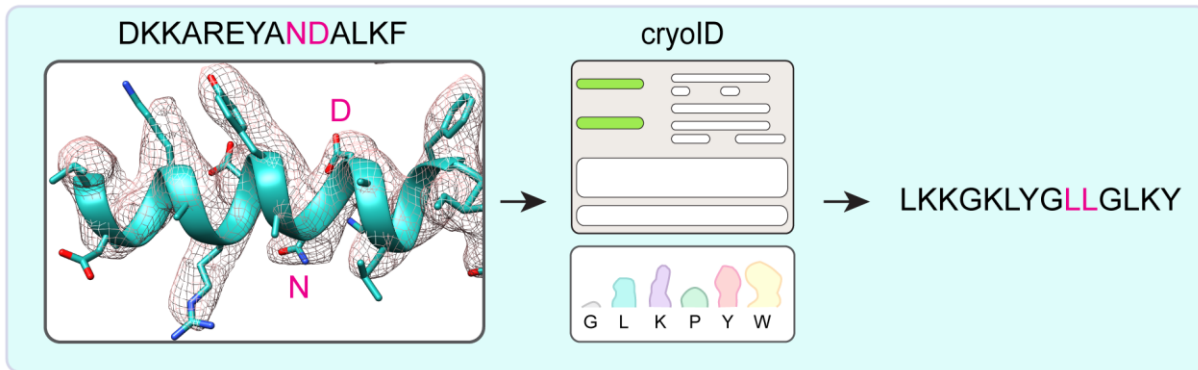 DKKAREYANDALKF
cryoID
D
N
LKKGKLYGLLGLKY
G L K P Y W